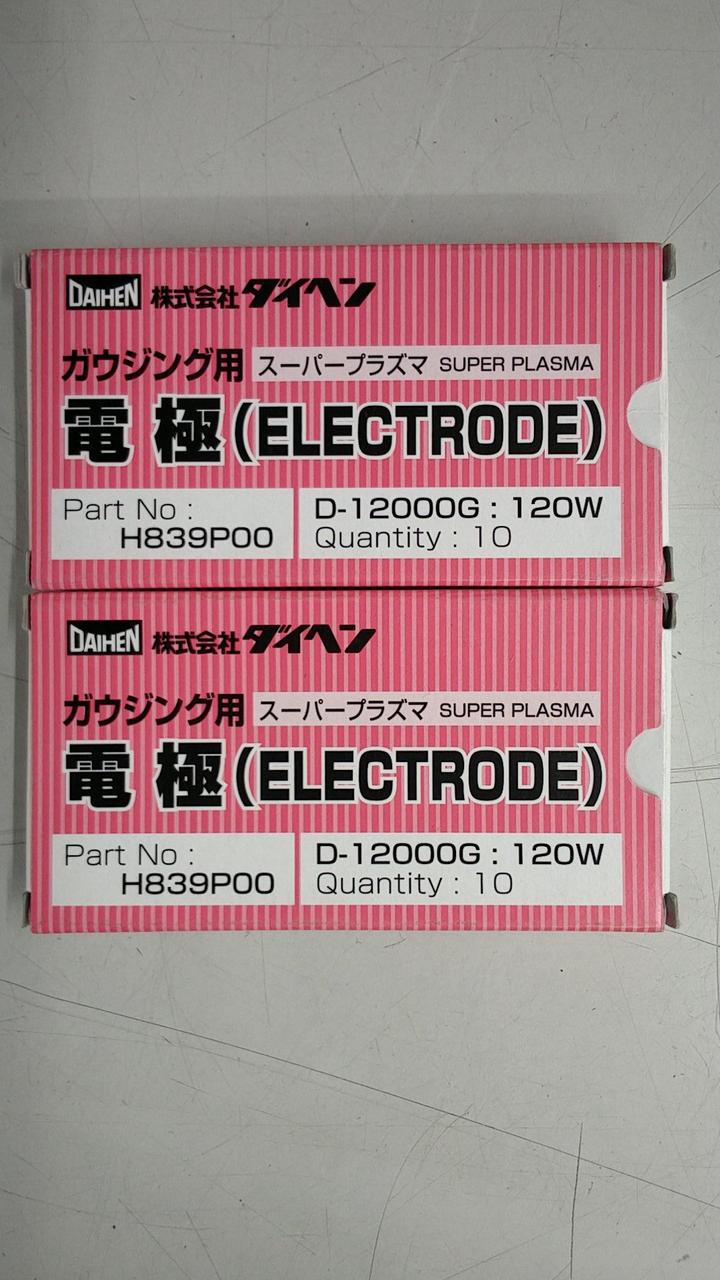 DAIHEN 株式会社ダイヘン
ガウジング用 スーパープラズマ SUPER PLASMA
電 極(ELECTRODE)
Part No :
H839P00
D-12000G : 120W
Quantity : 10
DAIHEN 株式会社ダイヘン
ガウジング用 スーパープラズマ SUPER PLASMA
電 極(ELECTRODE)
Part No :
H839P00
D-12000G : 120W
Quantity : 10